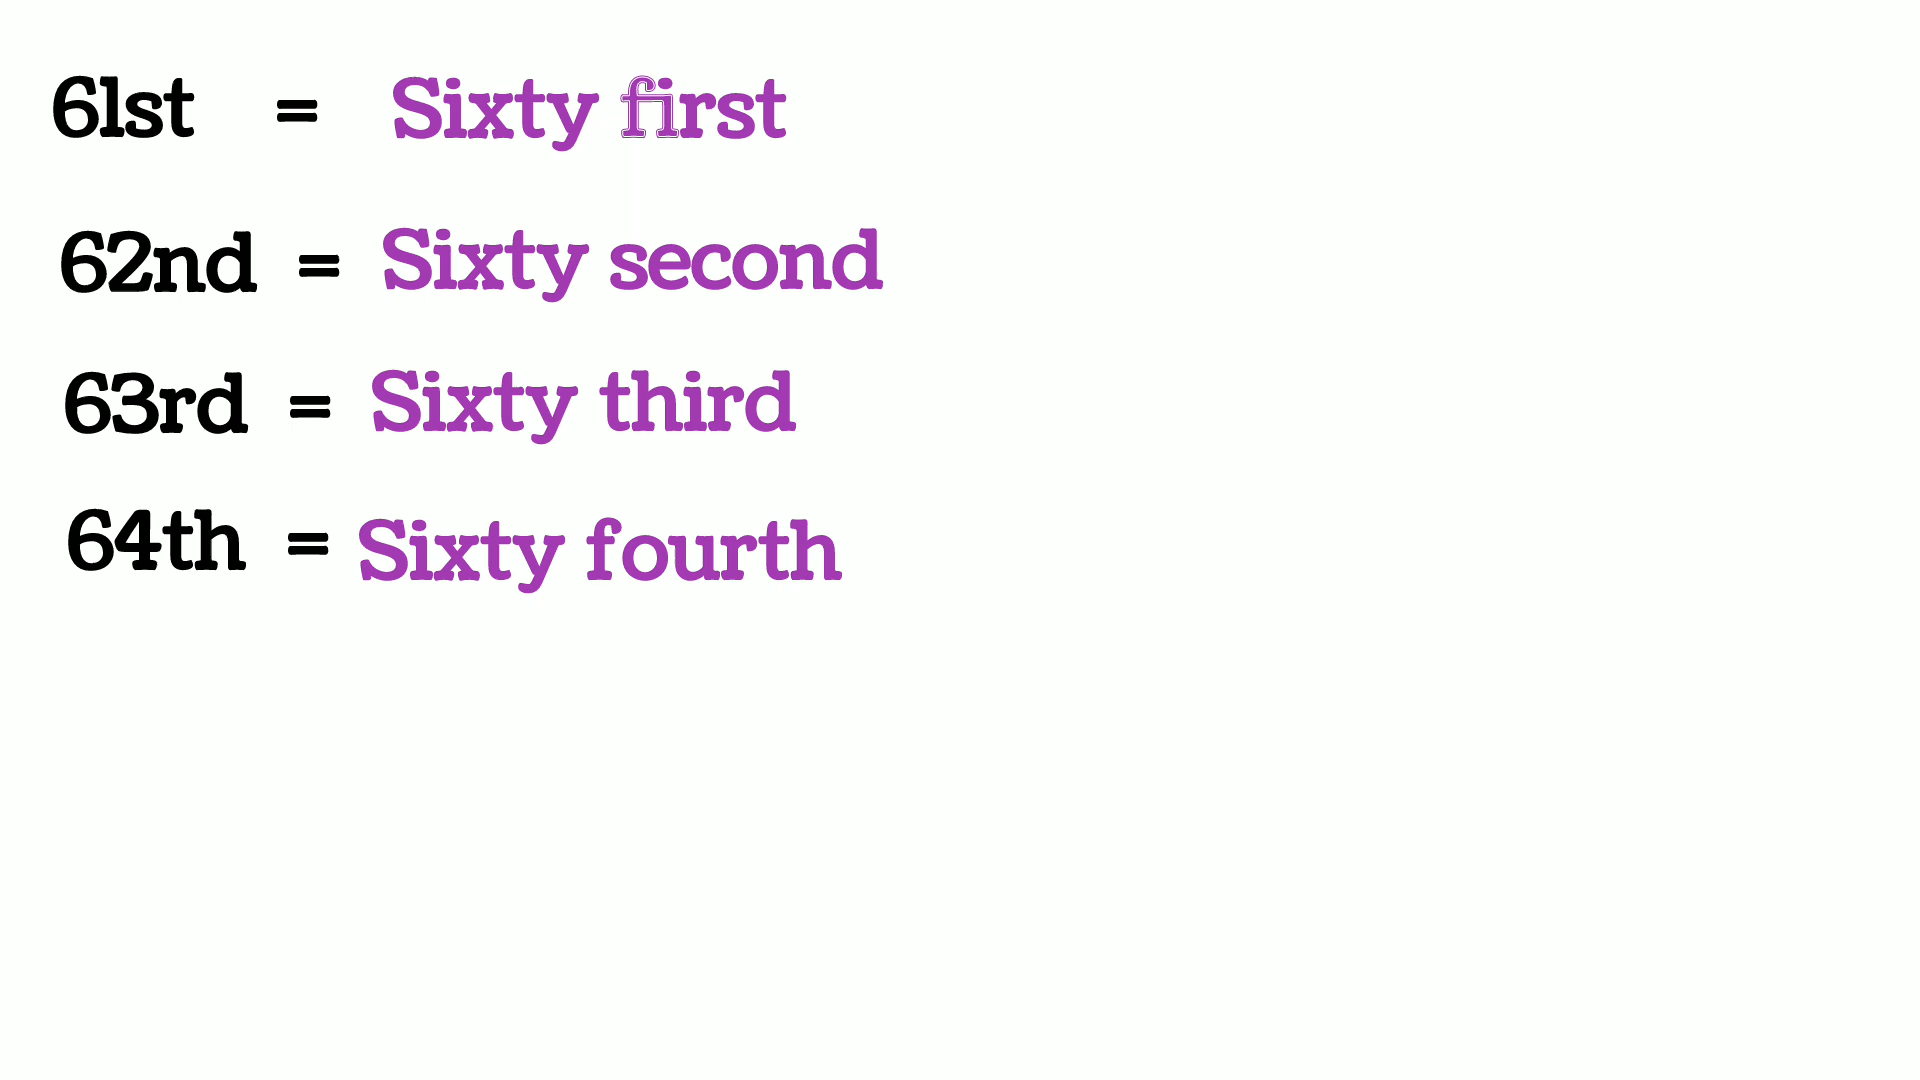 61st = Sixty first
62nd = Sixty second
63rd = Sixty third
64th = Sixty fourth